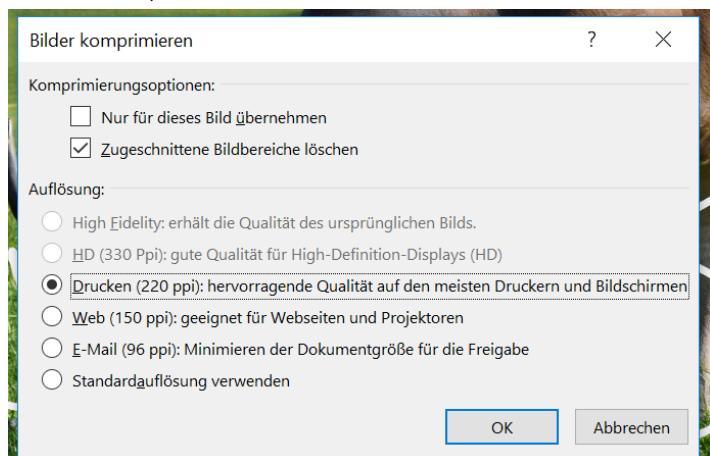 Bilder komprimieren ?
Komprimierungsoptionen:
Nur für dieses Bild übernehmen
Zugeschnittene Bildbereiche löschen
Auflösung:
High Fidelity: erhält die Qualität des ursprünglichen Bilds.
HD (330 Ppi): gute Qualität für High-Definition-Displays (HD)
Drucken (220 ppi): hervorragende Qualität auf den meisten Druckern und Bildschirmen
Web (150 ppi): geeignet für Webseiten und Projektoren
E-Mail (96 ppi): Minimieren der Dokumentgröße für die Freigabe
Standardauflösung verwenden
OK Abbrechen